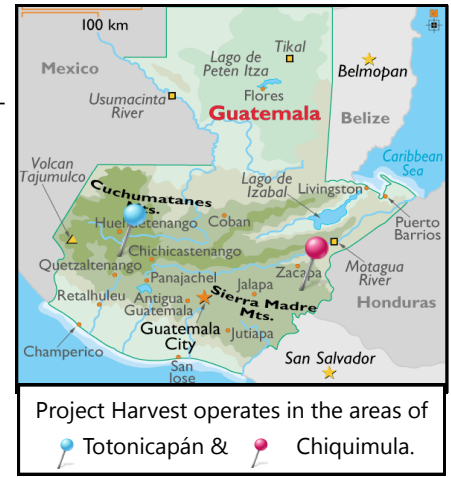 100 km
Mexico
Lago de
Peten Itza
Tikal
Belmopan
Usumacinta
River
Flores
Guatemala
Belize
Caribbean
Sea
Volcan
Tajumulco
Cuchumatanes
Mts.
Lago de
Izabal
Livingston
Coban
Puerto
Barrios
Chichicastenango
Quetzaltenango
Zacapa
Motagua
River
Panajachel
Jalapa
Retalhuleu
Antigua
Guatemala
Sierra Madre
Mts.
Honduras
Guatemala
City
Jutiapa
Champerico
San
Jose
San Salvador
Project Harvest operates in the areas of
Totonicapán & Chiquimula.